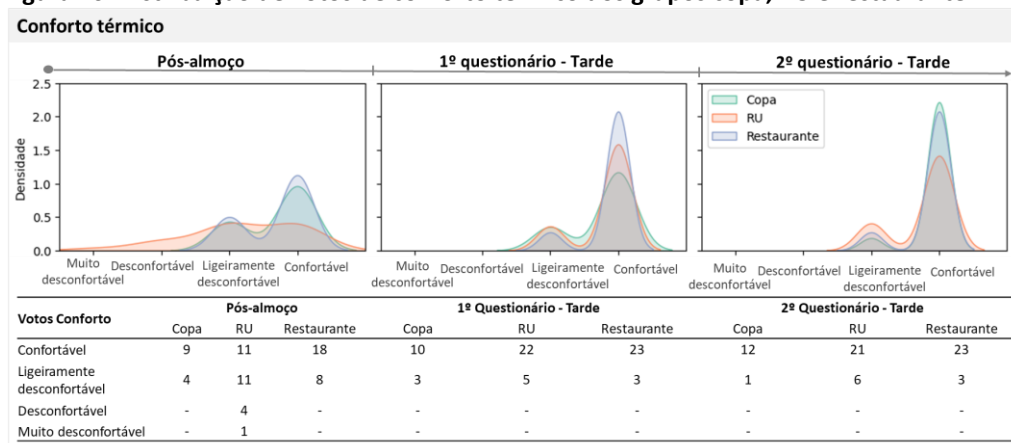 Conforto térmico
Pós-almoço 1º questionário - Tarde 2º questionário - Tarde
Densidade
2.5
2.0
1.5
1.0
0.5
0.0
Copa
RU
Restaurante
Muito desconfortável Desconfortável Ligeiramente desconfortável Confortável
Muito desconfortável Desconfortável Ligeiramente desconfortável Confortável
Muito desconfortável Desconfortável Ligeiramente desconfortável Confortável
Votos Conforto Pós-almoço 1º Questionário - Tarde 2º Questionário - Tarde
Copa RU Restaurante Copa RU Restaurante Copa RU Restaurante
Confortável 9 11 18 10 22 23 12 21 23
Ligeiramente desconfortável 4 11 8 3 5 3 1 6 3
Desconfortável - 4 - - - - - - -
Muito desconfortável - 1 - - - - - - -